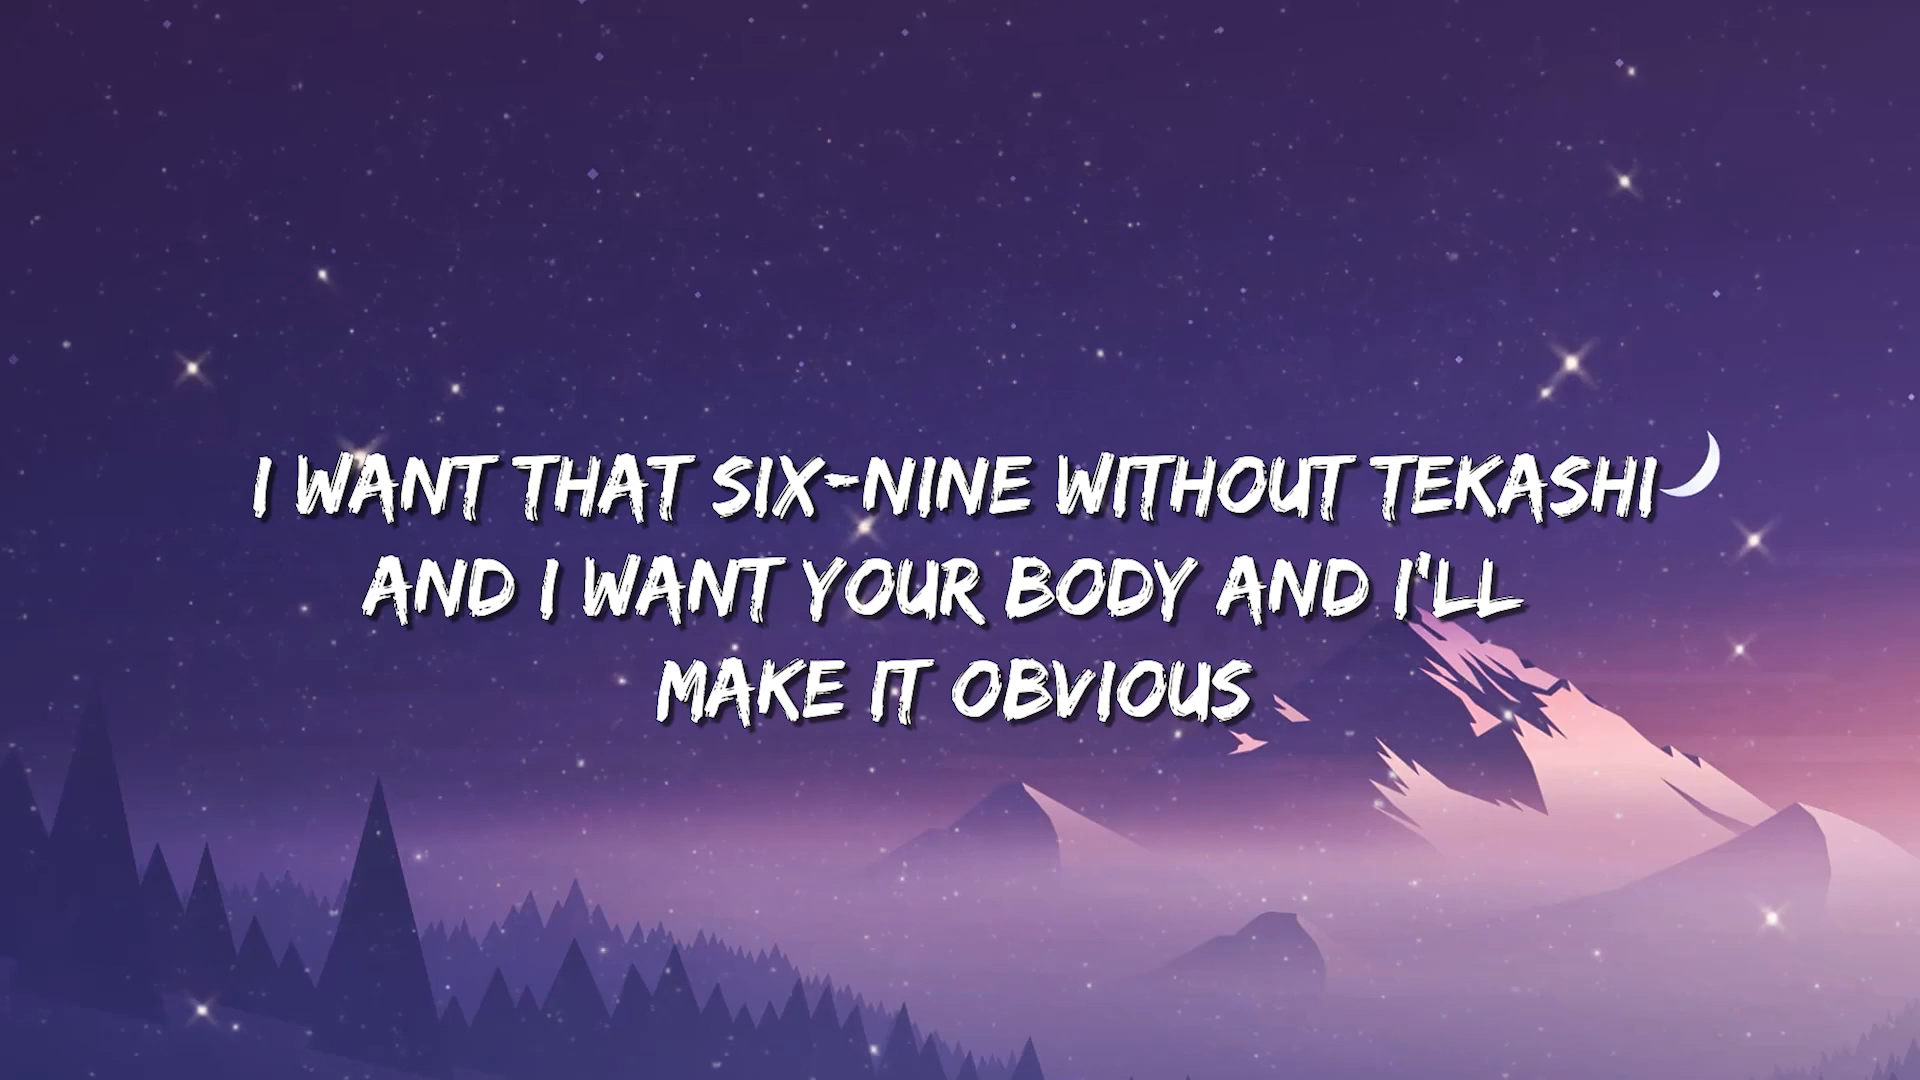 I WANT THAT SIX-NINE WITHOUT TEKASHI
AND I WANT YOUR BODY AND I'LL
MAKE IT OBVIOUS